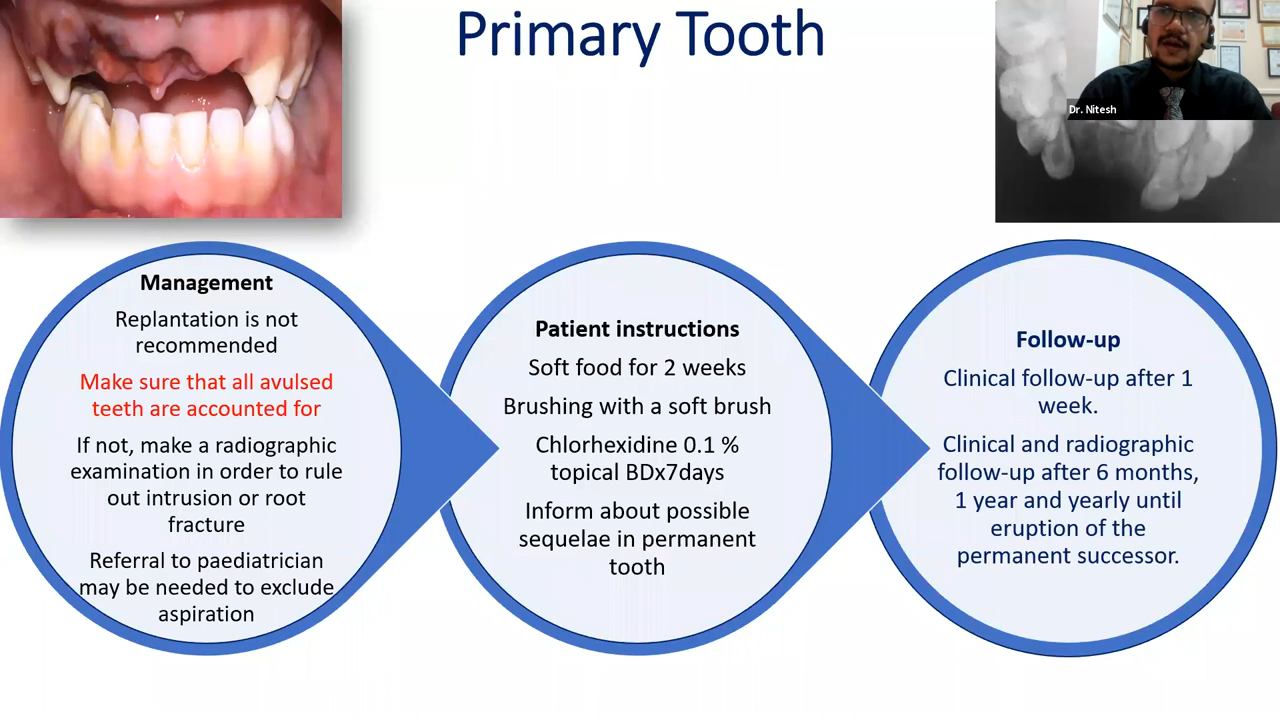 Primary Tooth
Dr. Nitesh
Management
Replantation is not
recommended
Make sure that all avulsed
teeth are accounted for
If not, make a radiographic
examination in order to rule
out intrusion or root
fracture
Referral to paediatrician
may be needed to exclude
aspiration
Patient instructions
Soft food for 2 weeks
Brushing with a soft brush
Chlorhexidine 0.1 %
topical BDx7days
Inform about possible
sequelae in permanent
tooth
Follow-up
Clinical follow-up after 1
week.
Clinical and radiographic
follow-up after 6 months,
1 year and yearly until
eruption of the
permanent successor.